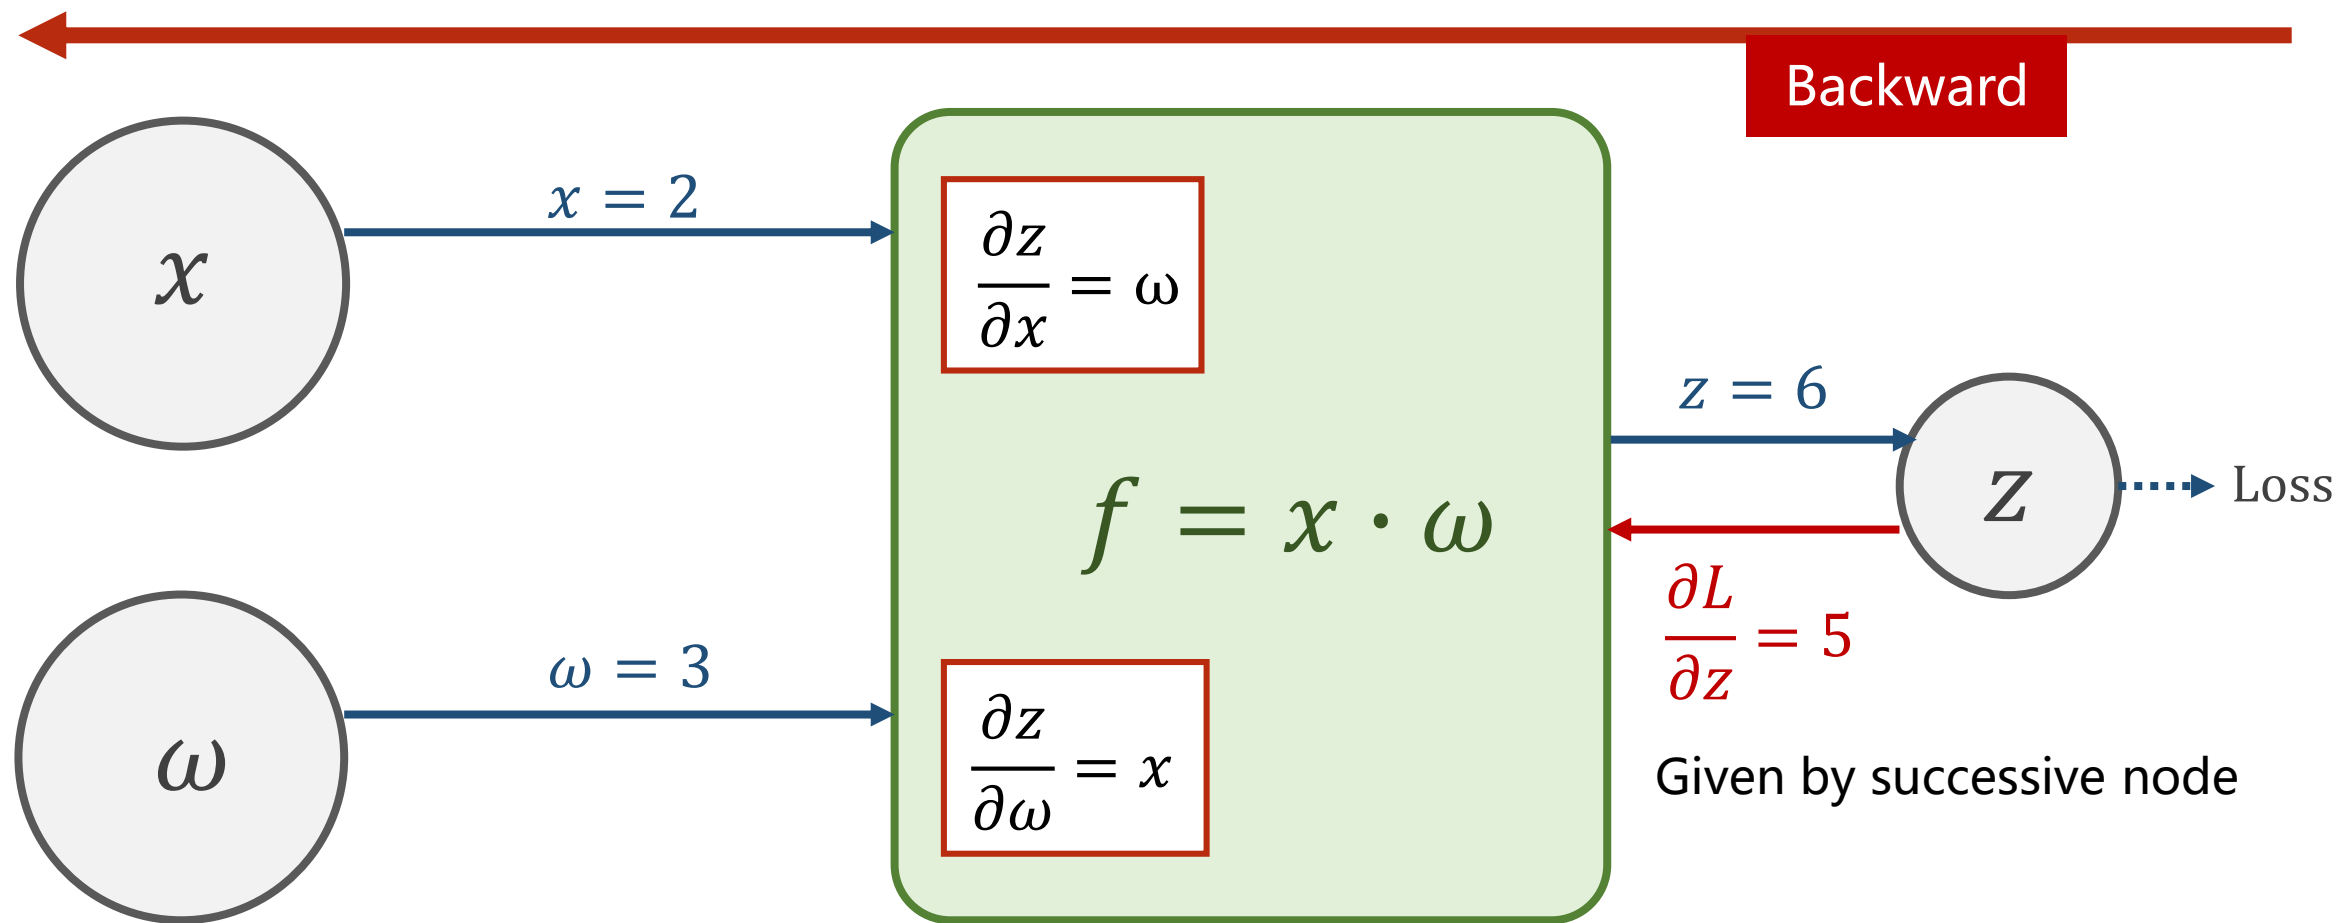 Backward
x
x = 2
∂z/∂x = ω
z = 6
f = x · ω
z
Loss
∂L/∂z = 5
ω
ω = 3
∂z/∂ω = x
Given by successive node